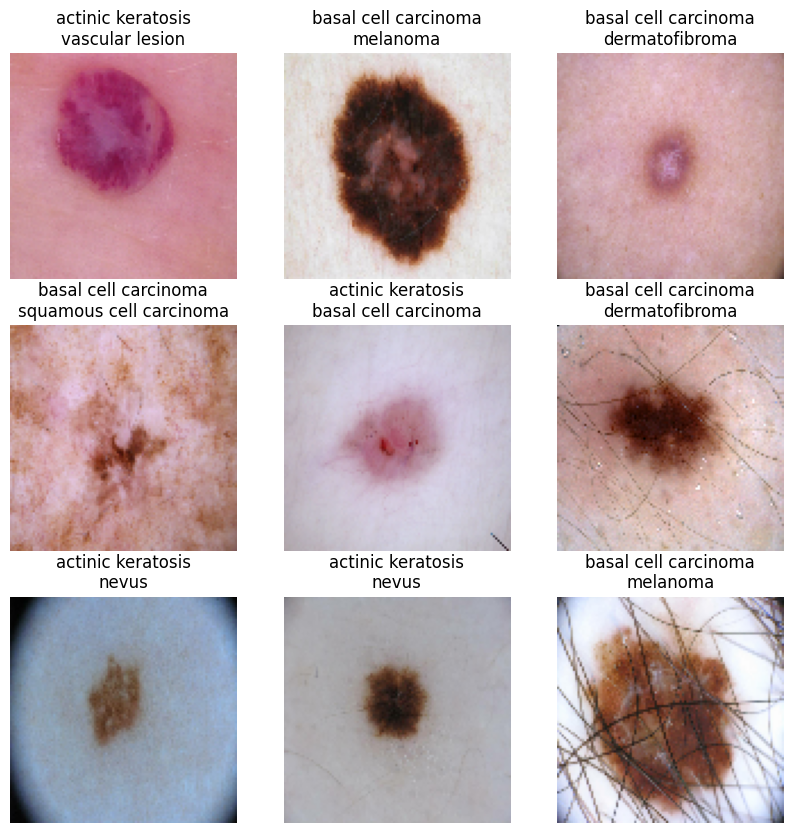 actinic keratosis
vascular lesion
basal cell carcinoma
melanoma
basal cell carcinoma
dermatofibroma
basal cell carcinoma
squamous cell carcinoma
actinic keratosis
basal cell carcinoma
basal cell carcinoma
dermatofibroma
actinic keratosis
nevus
actinic keratosis
nevus
basal cell carcinoma
melanoma